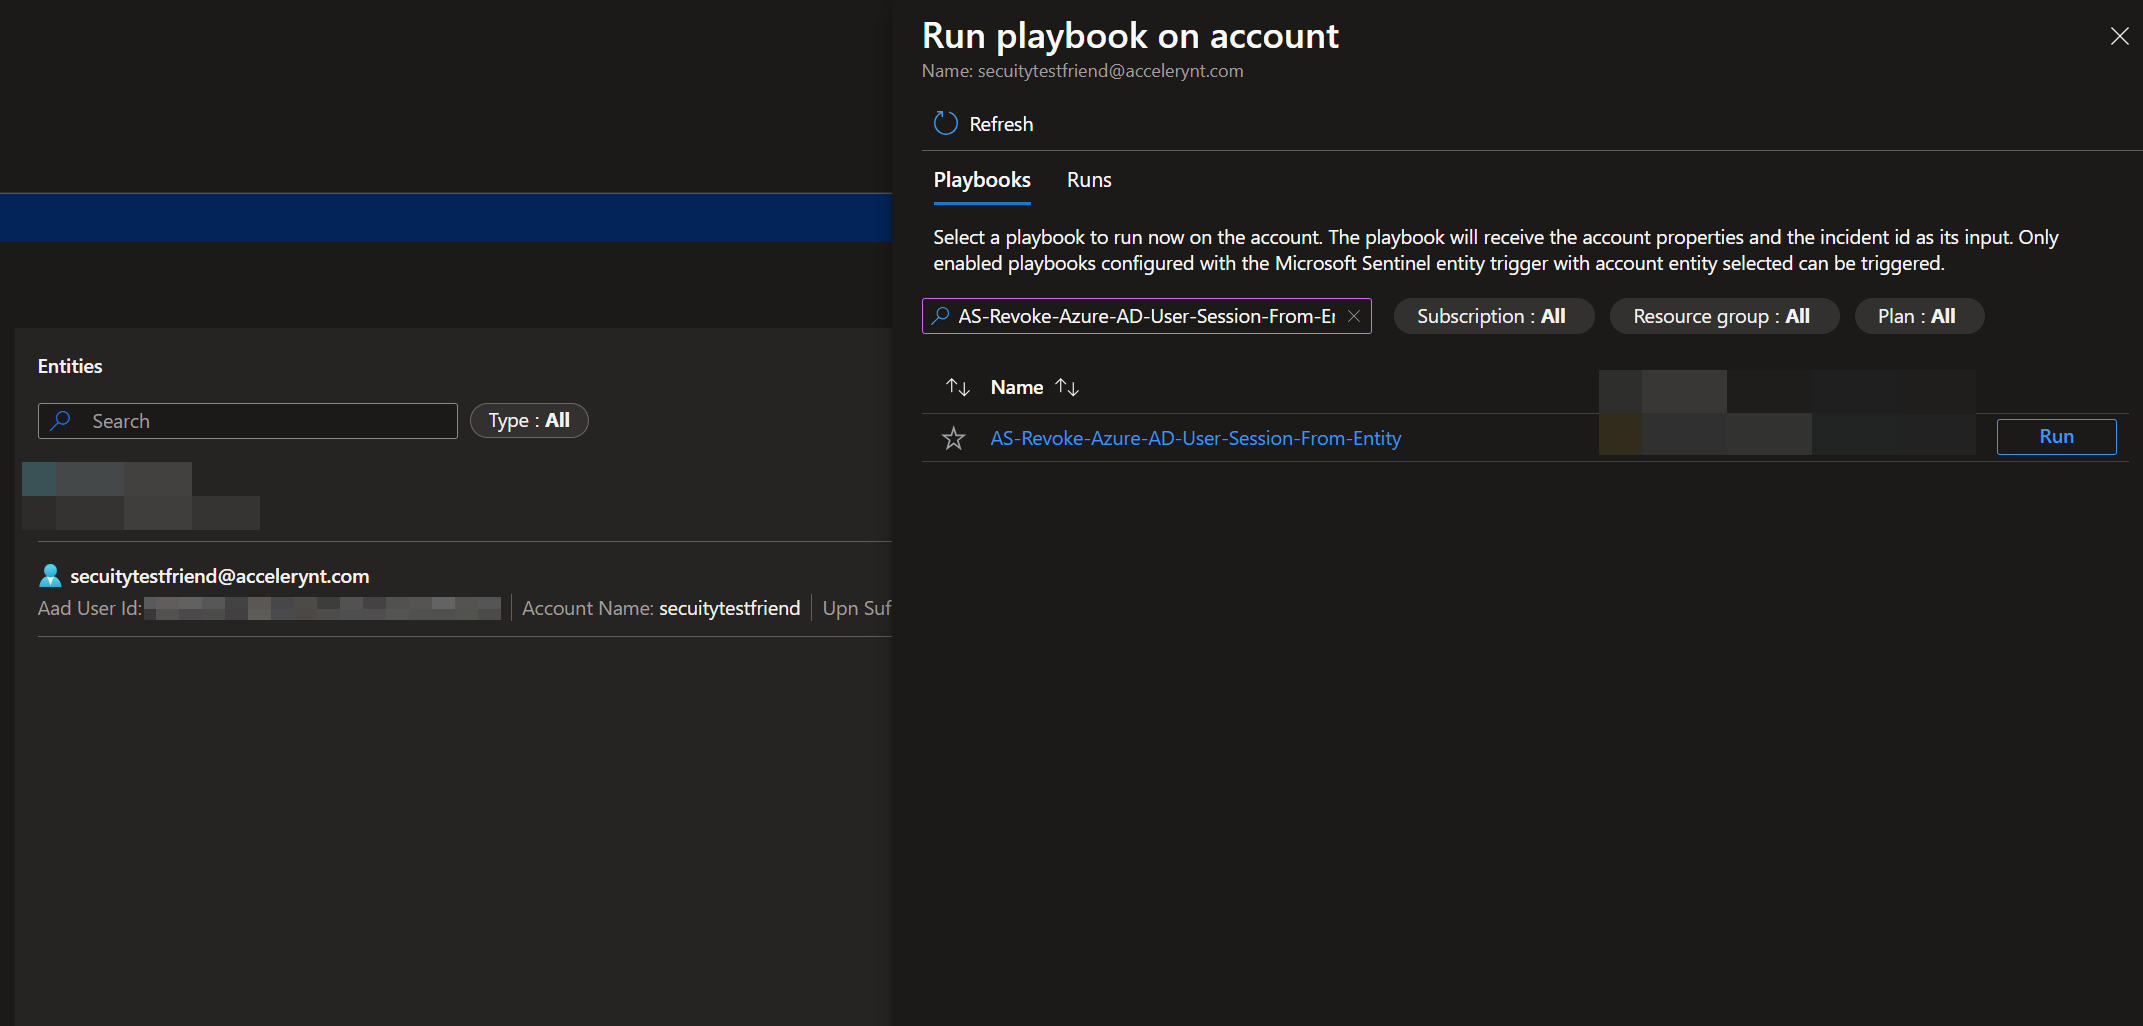 Run playbook on account
Name: secuitytestfriend@accelerynt.com
Refresh
Playbooks Runs
Select a playbook to run now on the account. The playbook will receive the account properties and the incident id as its input. Only
enabled playbooks configured with the Microsoft Sentinel entity trigger with account entity selected can be triggered.
AS-Revoke-Azure-AD-User-Session-From-Er Subscription : All Resource group : All Plan : All
Name
AS-Revoke-Azure-AD-User-Session-From-Entity Run
Entities
Search Type : All
secuitytestfriend@accelerynt.com
Aad User Id: Account Name: secuitytestfriend Upn Suf